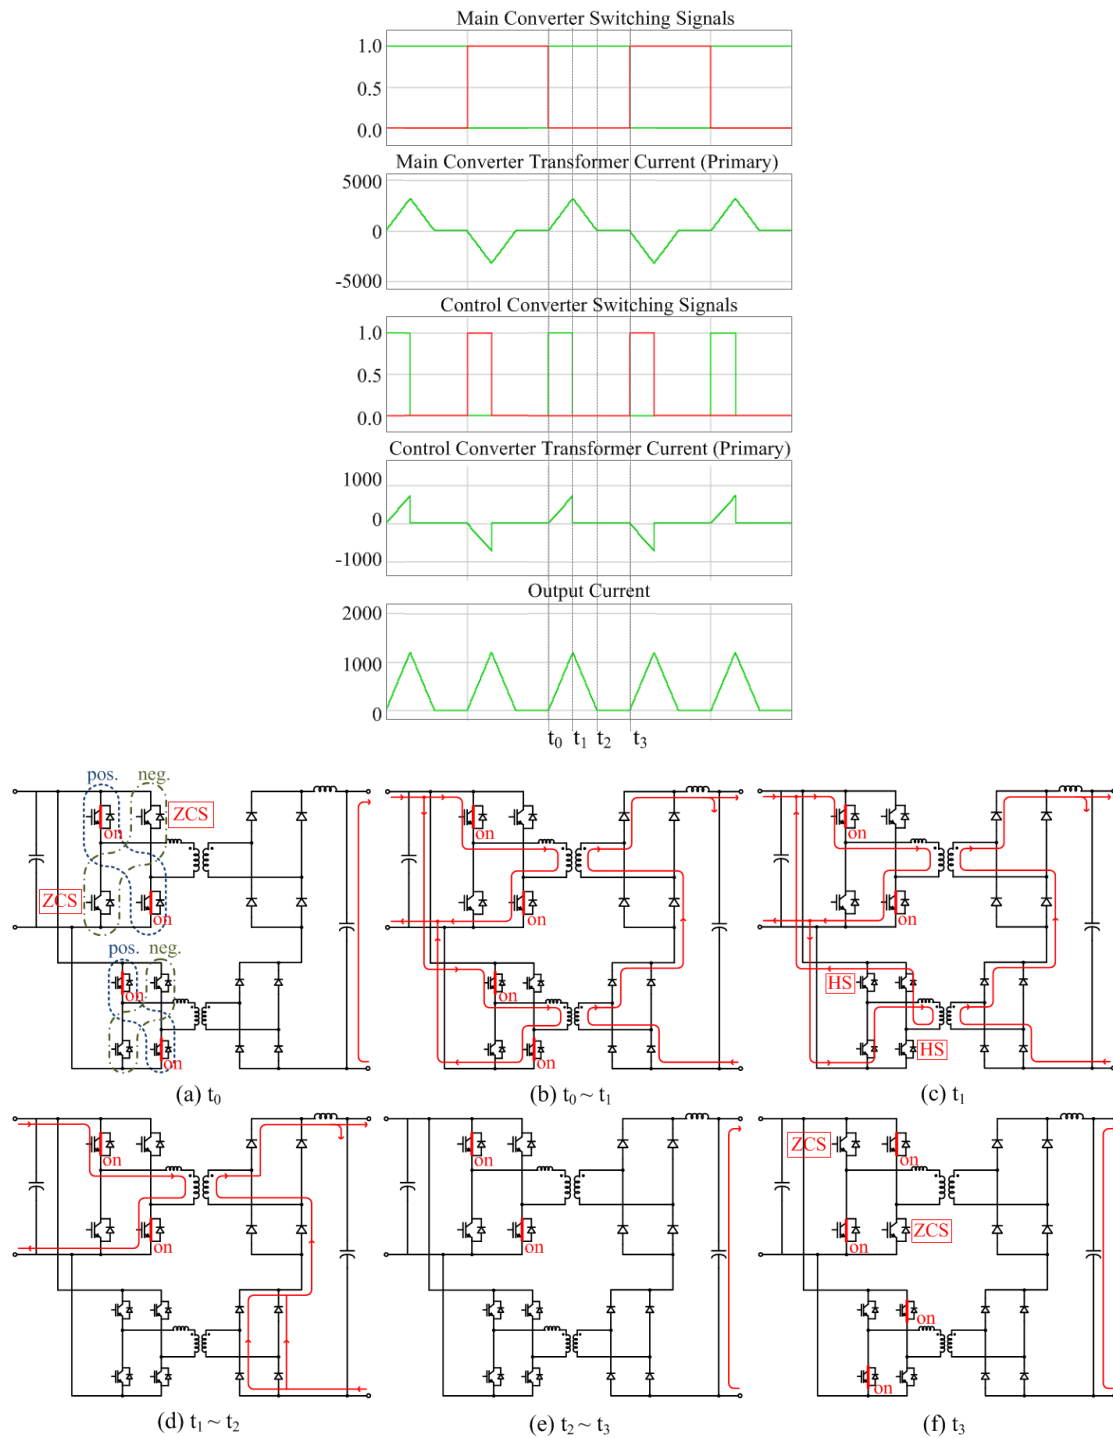 Main Converter Switching Signals
1.0
0.5
0.0
Main Converter Transformer Current (Primary)
5000
0
-5000
Control Converter Switching Signals
1.0
0.5
0.0
Control Converter Transformer Current (Primary)
1000
0
-1000
Output Current
2000
1000
0
t0 t1 t2 t3
pos. neg.
ZCS
on
ZCS
on
pos. neg.
on
on
(a) t0
on
on
on
on
(b) t0 ~ t1
on
on
HS
HS
(c) t1
on
on
(d) t1 ~ t2
on
on
(e) t2 ~ t3
ZCS
on
ZCS
on
on
on
(f) t3